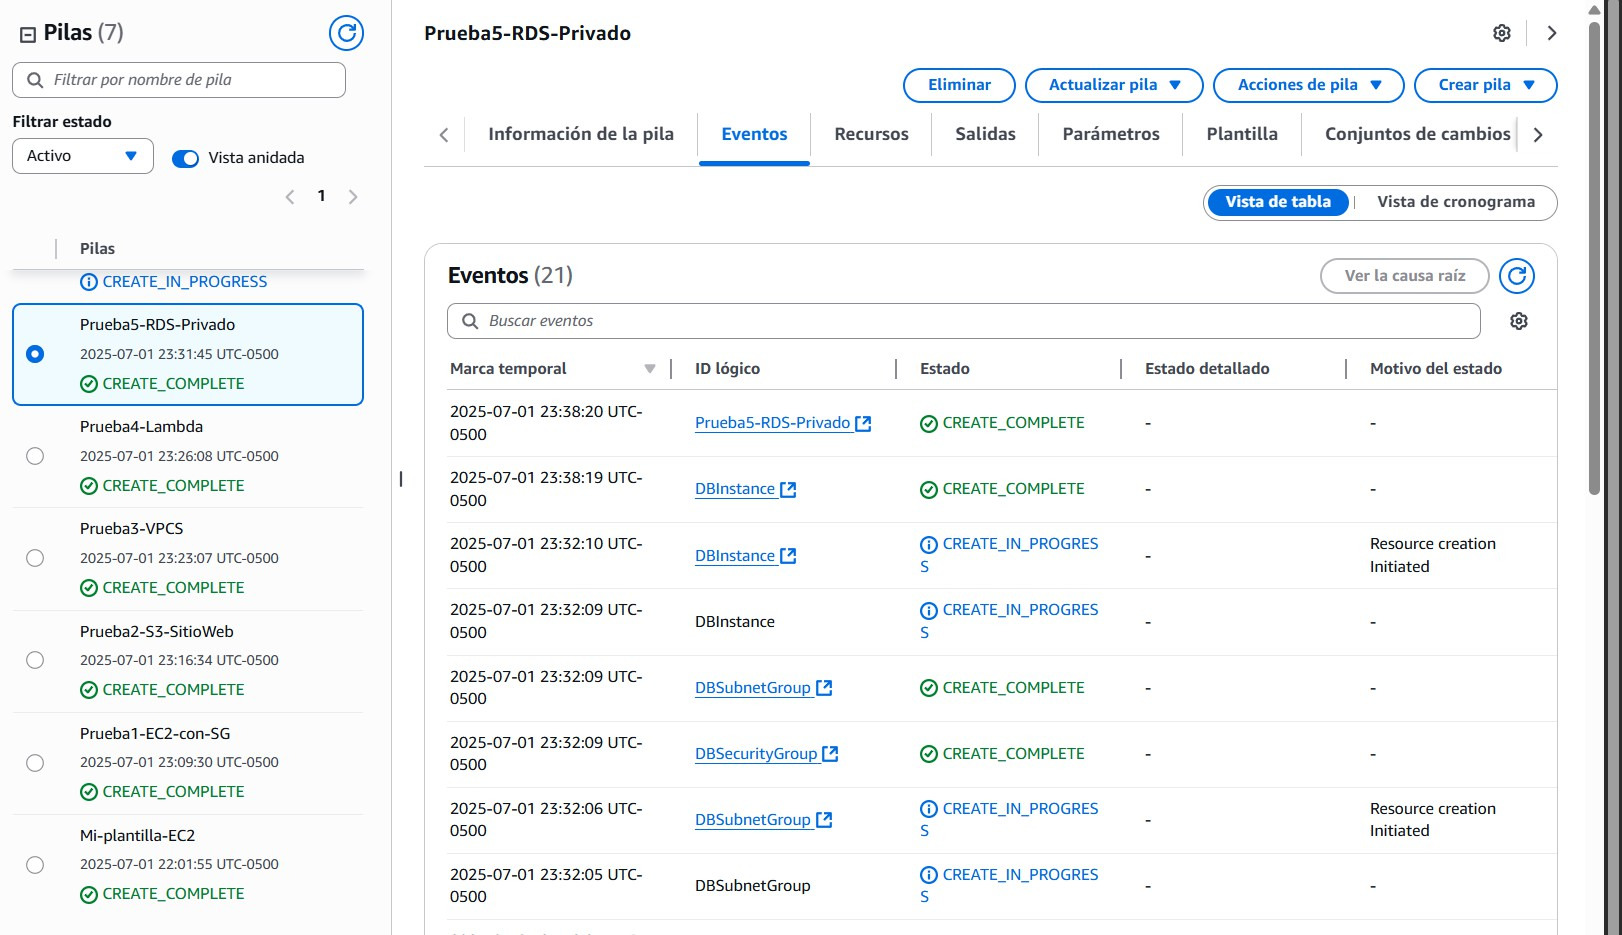 Pilas (7)
Filtrar por nombre de pila
Filtrar estado
Activo
Vista anidada
1
Pilas
CREATE_IN_PROGRESS
Prueba5-RDS-Privado
2025-07-01 23:31:45 UTC-0500
CREATE_COMPLETE
Prueba4-Lambda
2025-07-01 23:26:08 UTC-0500
CREATE_COMPLETE
Prueba3-VPCS
2025-07-01 23:23:07 UTC-0500
CREATE_COMPLETE
Prueba2-S3-SitioWeb
2025-07-01 23:16:34 UTC-0500
CREATE_COMPLETE
Prueba1-EC2-con-SG
2025-07-01 23:09:30 UTC-0500
CREATE_COMPLETE
Mi-plantilla-EC2
2025-07-01 22:01:55 UTC-0500
CREATE_COMPLETE
Prueba5-RDS-Privado
Eliminar Actualizar pila Acciones de pila Crear pila
Información de la pila Eventos Recursos Salidas Parámetros Plantilla Conjuntos de cambios
Vista de tabla Vista de cronograma
Eventos (21) Ver la causa raíz
Buscar eventos
Marca temporal ID lógico Estado Estado detallado Motivo del estado
2025-07-01 23:38:20 UTC-
0500
Prueba5-RDS-Privado CREATE_COMPLETE - -
2025-07-01 23:38:19 UTC-
0500
DBInstance CREATE_COMPLETE - -
2025-07-01 23:32:10 UTC-
0500
DBInstance
CREATE_IN_PROGRES
S
-
Resource creation
Initiated
2025-07-01 23:32:09 UTC-
0500
DBInstance
CREATE_IN_PROGRES
S
- -
2025-07-01 23:32:09 UTC-
0500
DBSubnetGroup CREATE_COMPLETE - -
2025-07-01 23:32:09 UTC-
0500
DBSecurityGroup CREATE_COMPLETE - -
2025-07-01 23:32:06 UTC-
0500
DBSubnetGroup
CREATE_IN_PROGRES
S
-
Resource creation
Initiated
2025-07-01 23:32:05 UTC-
0500
DBSubnetGroup
CREATE_IN_PROGRES
S
- -